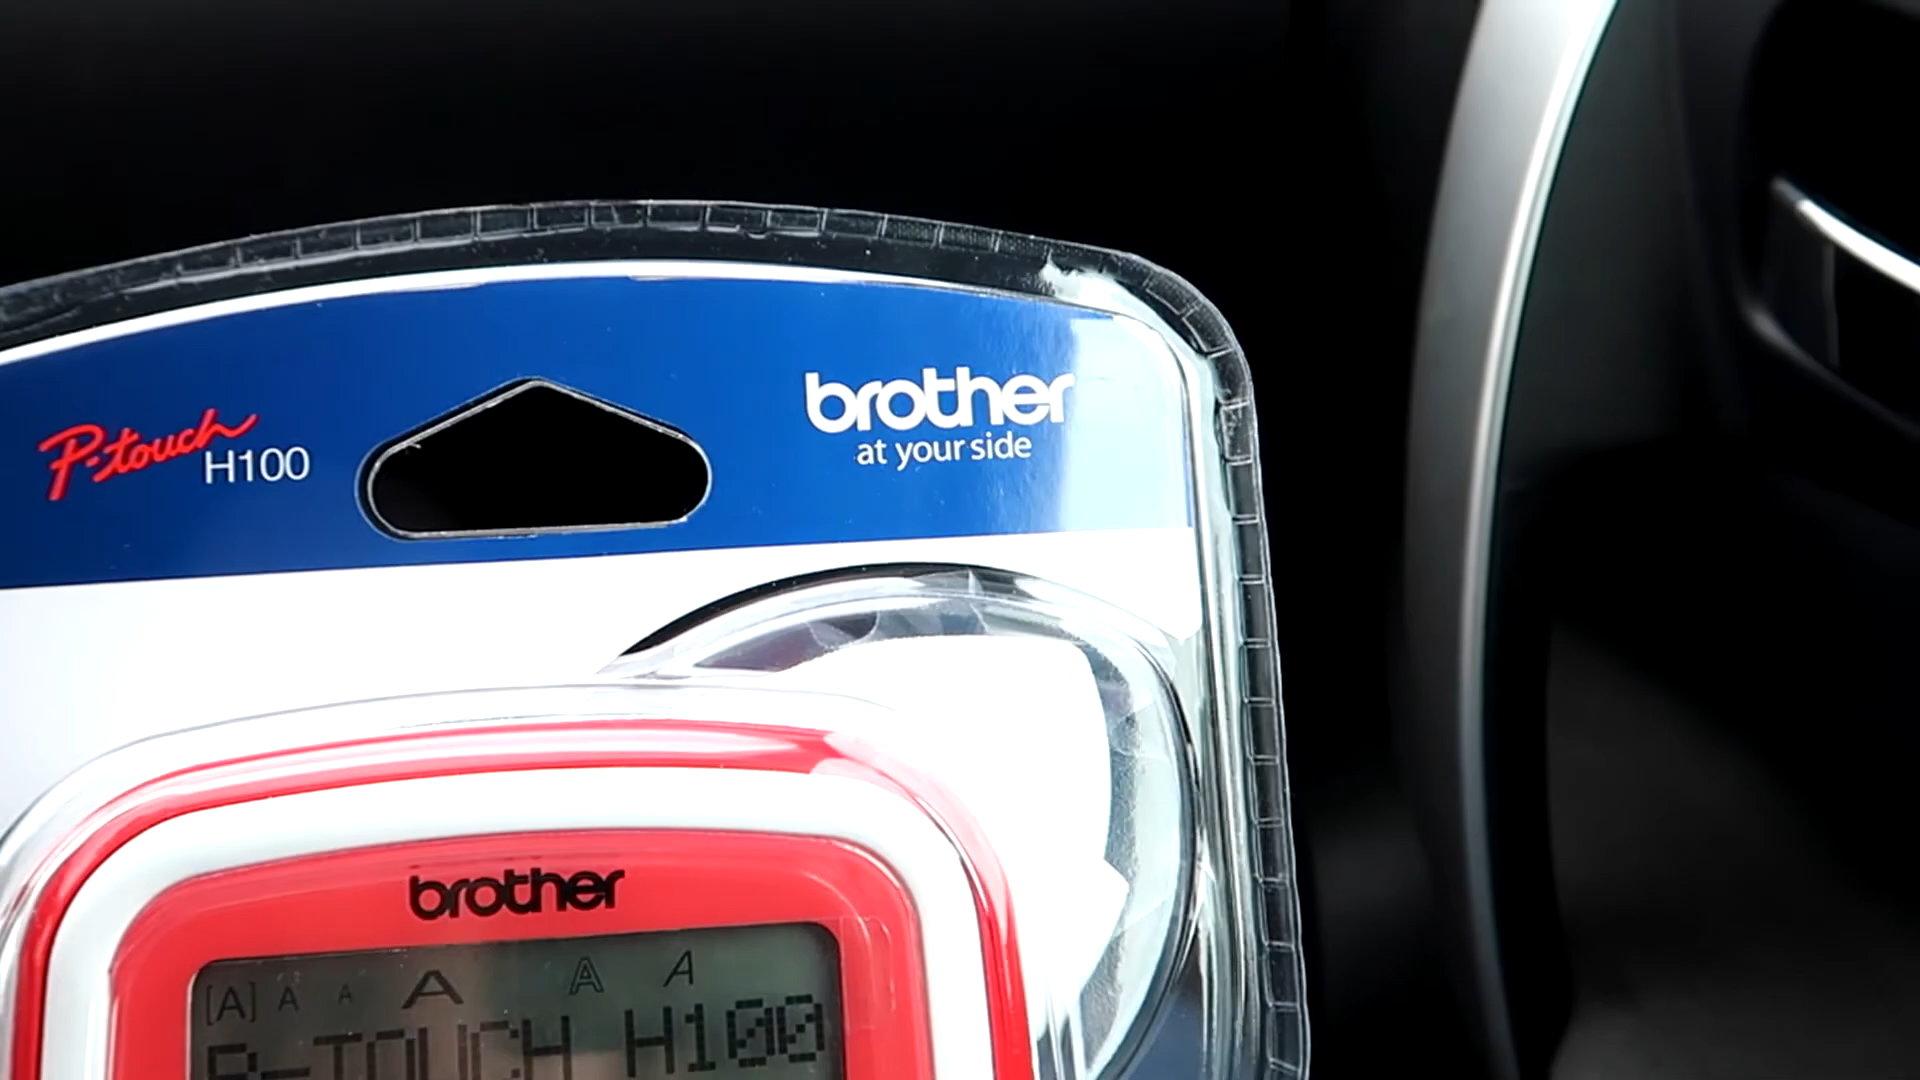 P-touch
H100
brother
at your side
brother
[A] A A A A A
P-TOUCH H100